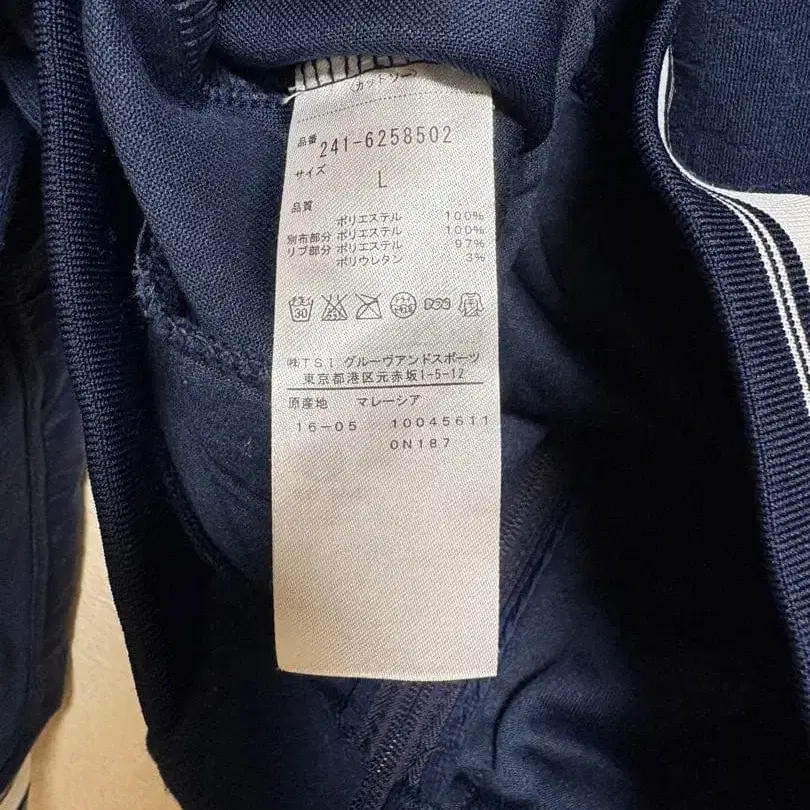 (カットソー)
品番 241-6258502
サイズ
L
品質
ポリエステル 100%
別布部分 ポリエステル 100%
リブ部分 ポリエステル 97%
ポリウレタン 3%
30
㈱TSI グルーヴアンドスポーツ
東京都港区元赤坂1-5-12
原産地 マレーシア
16-05 10045611
0N187